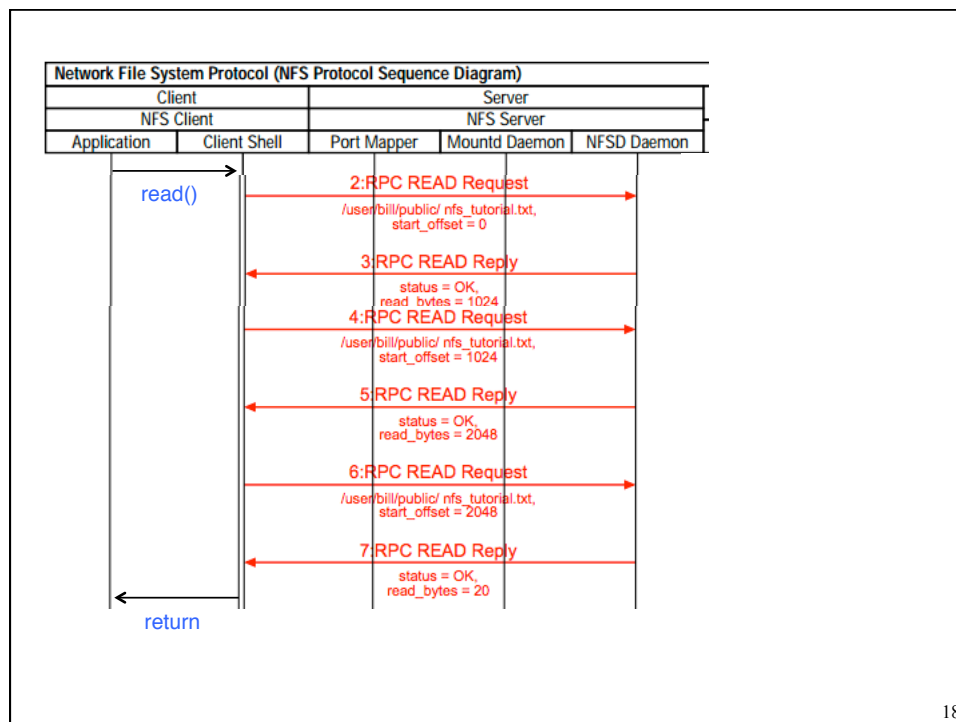 Network File System Protocol (NFS Protocol Sequence Diagram)
Client Server
NFS Client NFS Server
Application Client Shell Port Mapper Mountd Daemon NFSD Daemon
read()
2:RPC READ Request
/user/bill/public/ nfs_tutorial.txt,
start_offset = 0
3:RPC READ Reply
status = OK,
read_bytes = 1024
4:RPC READ Request
/user/bill/public/ nfs_tutorial.txt,
start_offset = 1024
5:RPC READ Reply
status = OK,
read_bytes = 2048
6:RPC READ Request
/user/bill/public/ nfs_tutorial.txt,
start_offset = 2048
7:RPC READ Reply
status = OK,
read_bytes = 20
return
18